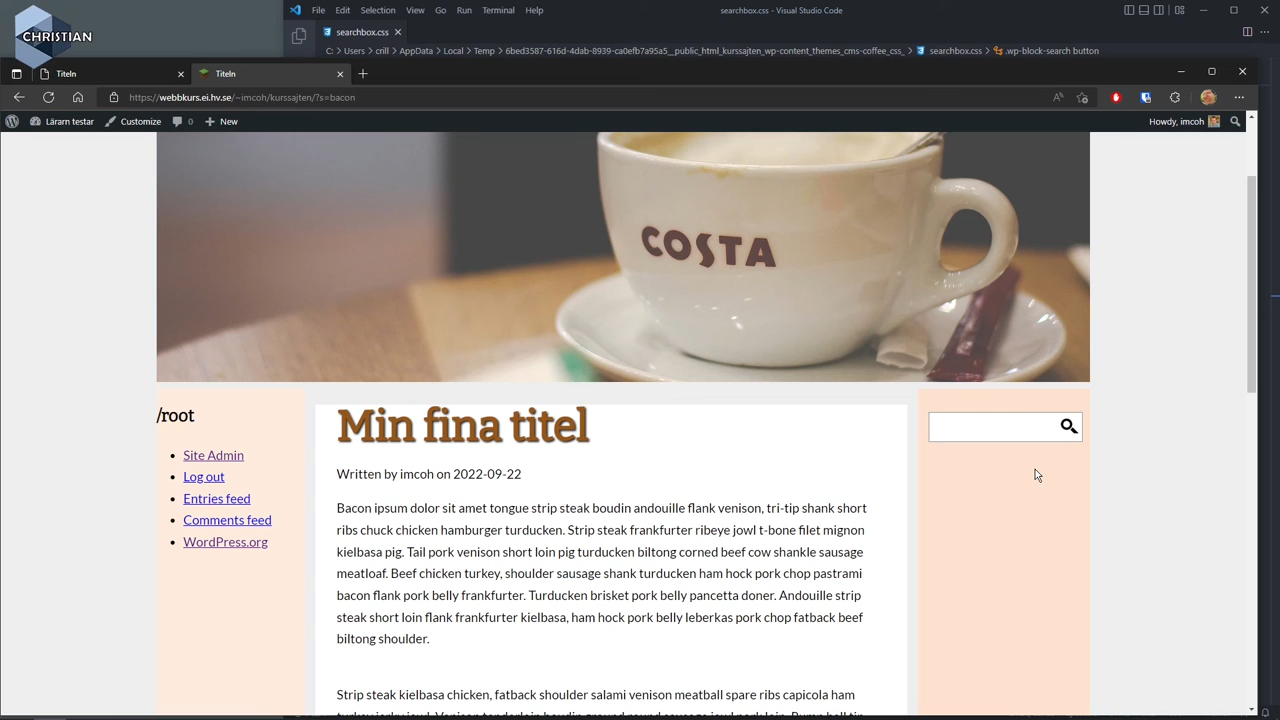 CHRISTIAN
File Edit Selection View Go Run Terminal Help
searchbox.css - Visual Studio Code
searchbox.css
C: > Users > crill > AppData > Local > Temp > 6bed3587-616d-4dab-8939-ca0efb7a95a5__public_html_kurssajten_wp-content_themes_cms-coffee_css_ > searchbox.css > .wp-block-search button
Titeln
Titeln
https://webbkurs.ei.hv.se/~imcoh/kurssajten/?s=bacon
Lärarn testar
Customize
0
New
Howdy, imcoh
COSTA
/root
Site Admin
Log out
Entries feed
Comments feed
WordPress.org
Min fina titel
Written by imcoh on 2022-09-22
Bacon ipsum dolor sit amet tongue strip steak boudin andouille flank venison, tri-tip shank short
ribs chuck chicken hamburger turducken. Strip steak frankfurter ribeye jowl t-bone filet mignon
kielbasa pig. Tail pork venison short loin pig turducken biltong corned beef cow shankle sausage
meatloaf. Beef chicken turkey, shoulder sausage shank turducken ham hock pork chop pastrami
bacon flank pork belly frankfurter. Turducken brisket pork belly pancetta doner. Andouille strip
steak short loin flank frankfurter kielbasa, ham hock pork belly leberkas pork chop fatback beef
biltong shoulder.
Strip steak kielbasa chicken, fatback shoulder salami venison meatball spare ribs capicola ham